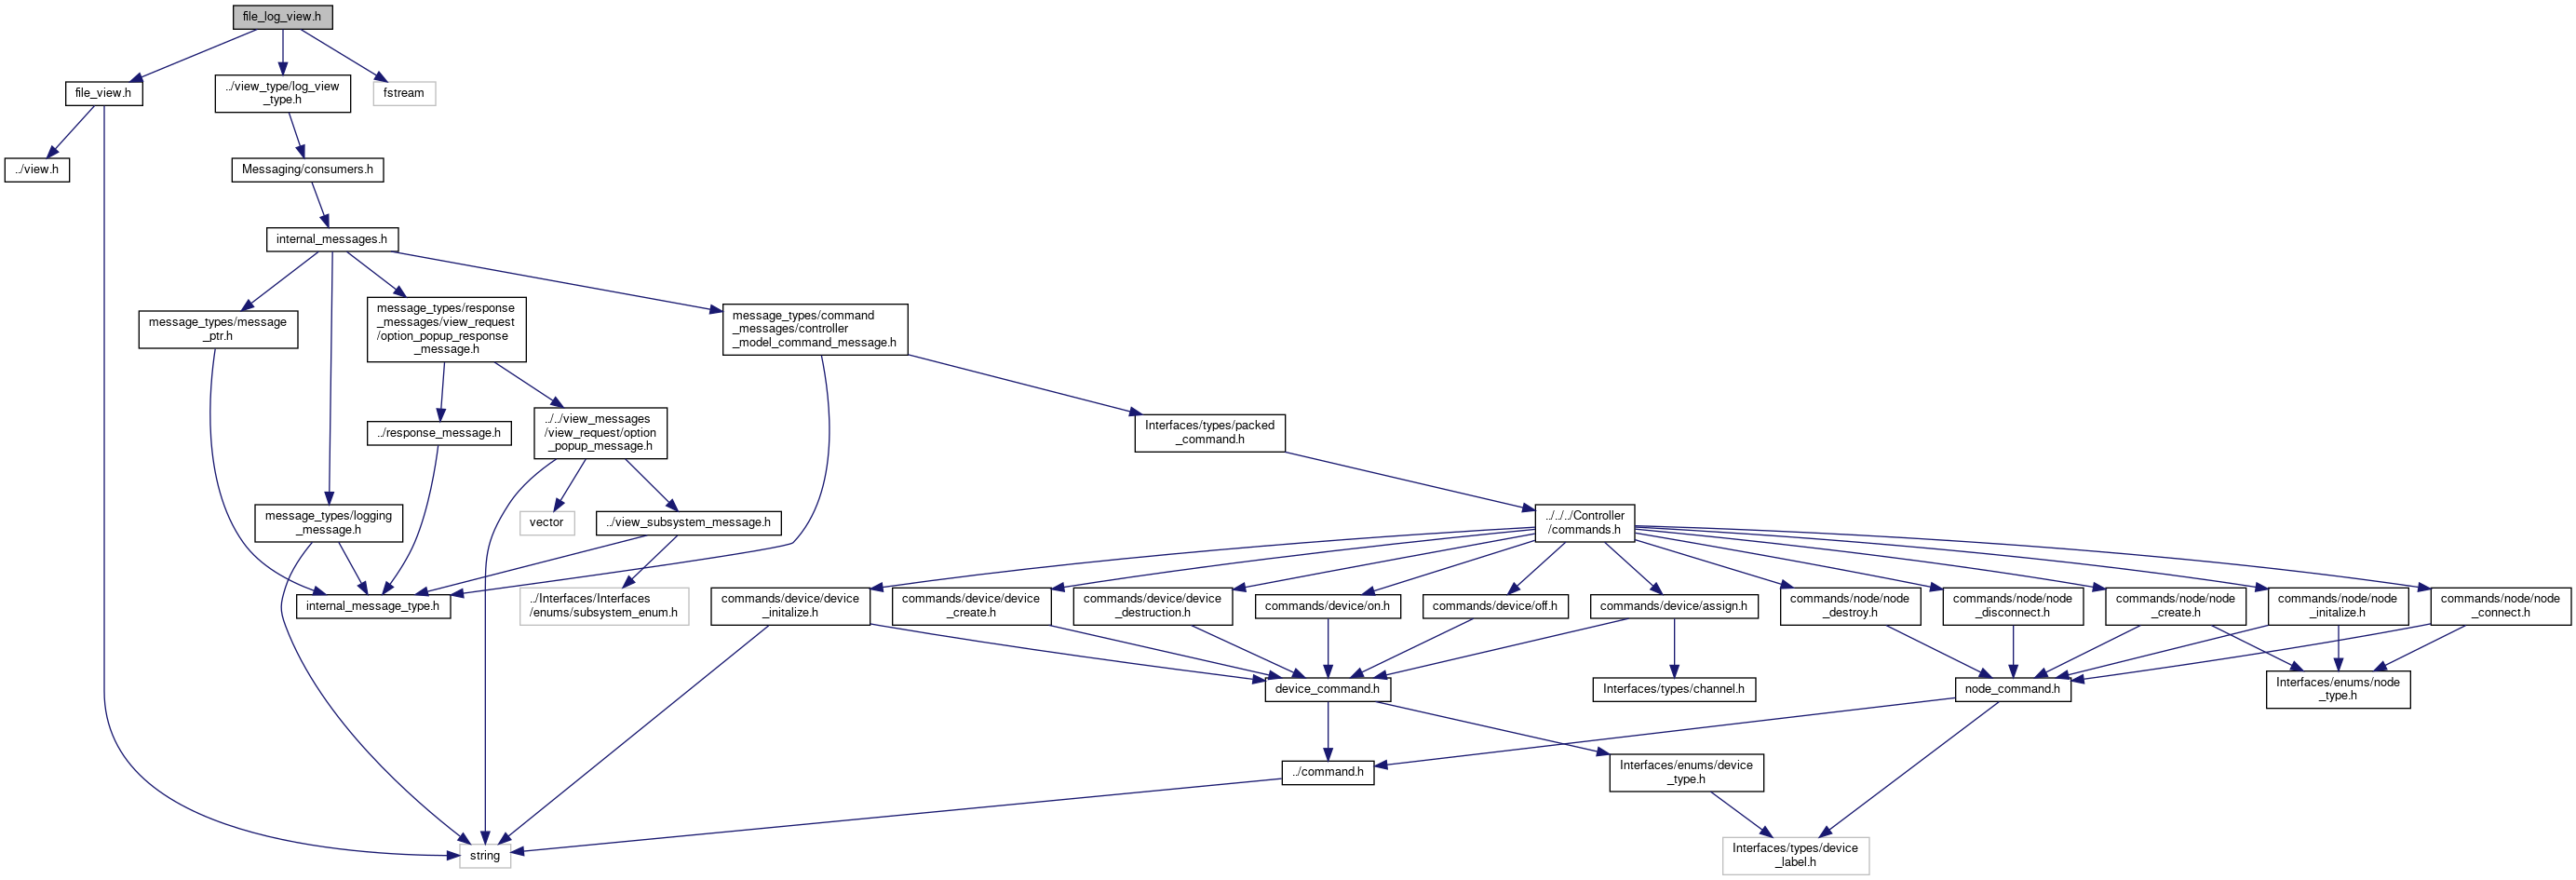 file_log_view.h
file_view.h
../view_type/log_view
_type.h
fstream
../view.h
Messaging/consumers.h
internal_messages.h
message_types/message
_ptr.h
message_types/response
_messages/view_request
/option_popup_response
_message.h
message_types/command
_messages/controller
_model_command_message.h
../response_message.h
../../view_messages
/view_request/option
_popup_message.h
Interfaces/types/packed
_command.h
message_types/logging
_message.h
vector
../view_subsystem_message.h
../../../Controller
/commands.h
internal_message_type.h
../Interfaces/Interfaces
/enums/subsystem_enum.h
commands/device/device
_initalize.h
commands/device/device
_create.h
commands/device/device
_destruction.h
commands/device/on.h
commands/device/off.h
commands/device/assign.h
commands/node/node
_destroy.h
commands/node/node
_disconnect.h
commands/node/node
_create.h
commands/node/node
_initalize.h
commands/node/node
_connect.h
device_command.h
Interfaces/types/channel.h
node_command.h
Interfaces/enums/node
_type.h
../command.h
Interfaces/enums/device
_type.h
string
Interfaces/types/device
_label.h